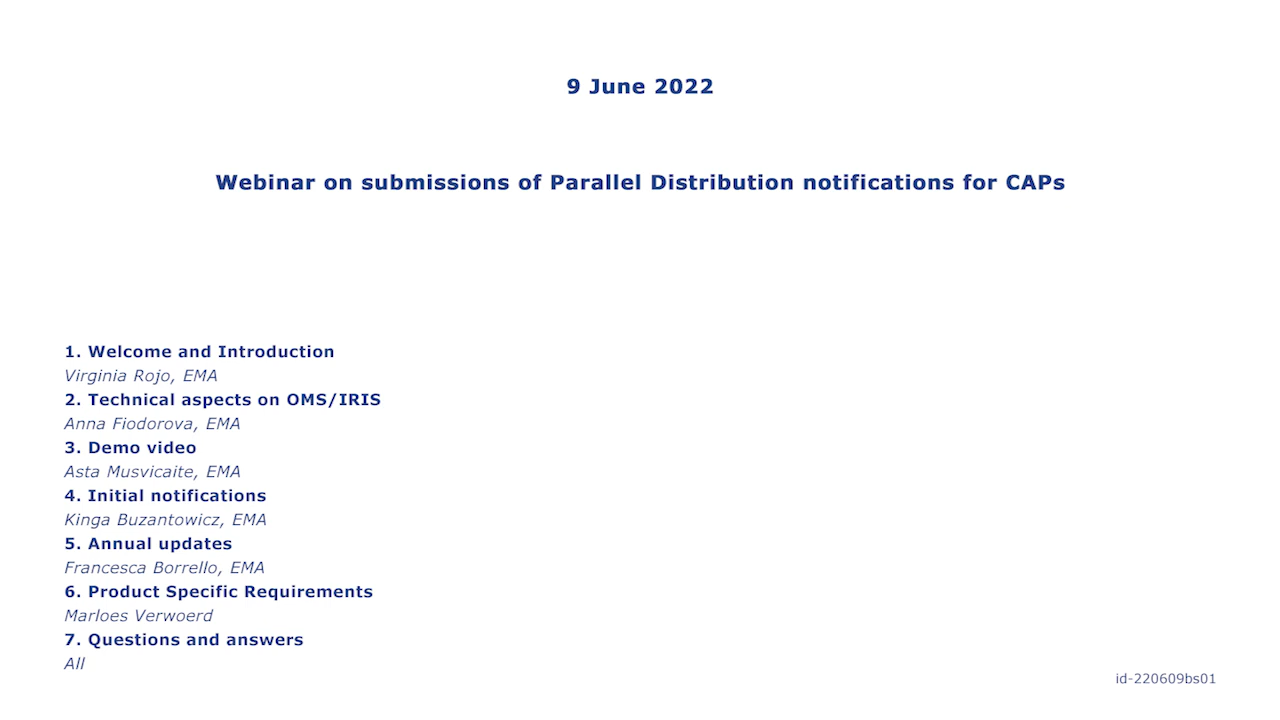 9 June 2022
Webinar on submissions of Parallel Distribution notifications for CAPs
1. Welcome and Introduction
Virginia Rojo, EMA
2. Technical aspects on OMS/IRIS
Anna Fiodorova, EMA
3. Demo video
Asta Musvicaite, EMA
4. Initial notifications
Kinga Buzantowicz, EMA
5. Annual updates
Francesca Borrello, EMA
6. Product Specific Requirements
Marloes Verwoerd
7. Questions and answers
All
id-220609bs01